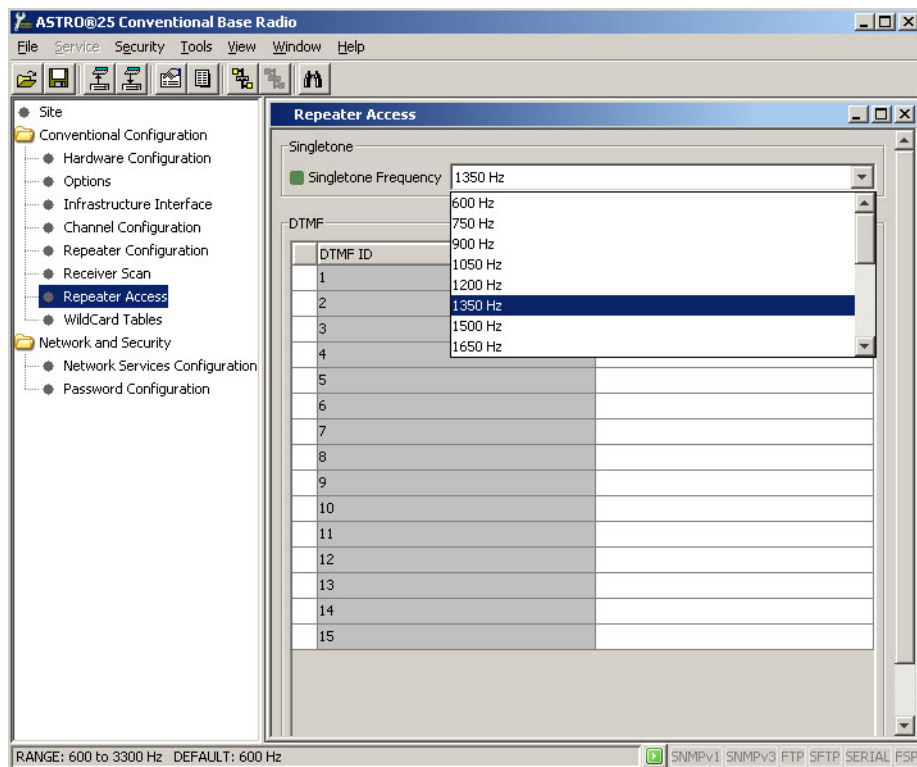 ASTRO®25 Conventional Base Radio
File Service Security Tools View Window Help
Site
Conventional Configuration
Hardware Configuration
Options
Infrastructure Interface
Channel Configuration
Repeater Configuration
Receiver Scan
Repeater Access
WildCard Tables
Network and Security
Network Services Configuration
Password Configuration
Repeater Access
Singletone
Singletone Frequency 1350 Hz
600 Hz
750 Hz
900 Hz
1050 Hz
1200 Hz
1350 Hz
1500 Hz
1650 Hz
DTMF
DTMF ID
1
2
3
4
5
6
7
8
9
10
11
12
13
14
15
RANGE: 600 to 3300 Hz DEFAULT: 600 Hz
SNMPv1 SNMPv3 FTP SFTP SERIAL FSP